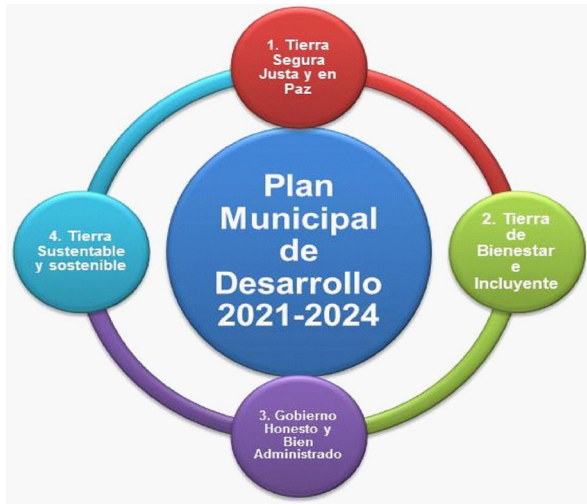 1. Tierra
Segura
Justa y en
Paz
Plan
Municipal
de
Desarrollo
2021-2024
2. Tierra
de
Bienestar
e
Incluyente
3. Gobierno
Honesto y
Bien
Administrado
4. Tierra
Sustentable
y sostenible